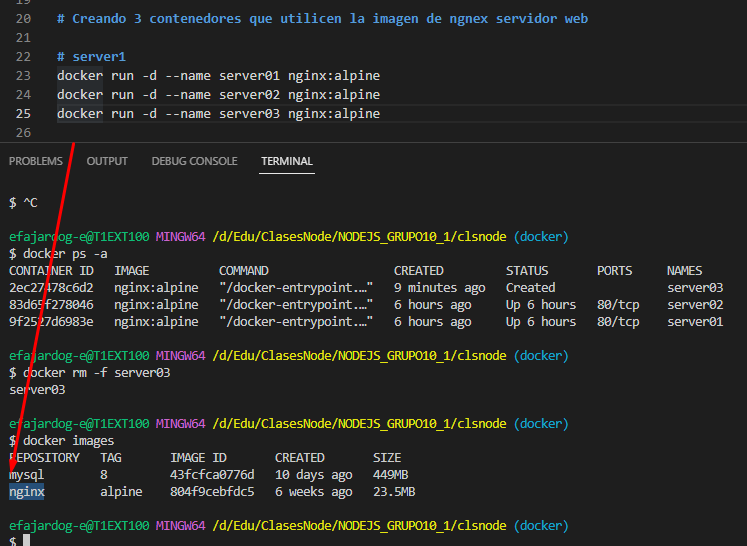 19
20 # Creando 3 contenedores que utilicen la imagen de ngnex servidor web
21
22 # server1
23 docker run -d --name server01 nginx:alpine
24 docker run -d --name server02 nginx:alpine
25 docker run -d --name server03 nginx:alpine
26
PROBLEMS OUTPUT DEBUG CONSOLE TERMINAL
$ ^C
efajardog-e@T1EXT100 MINGW64 /d/Edu/ClasesNode/NODEJS_GRUPO10_1/clsnode (docker)
$ docker ps -a
CONTAINER ID IMAGE COMMAND CREATED STATUS PORTS NAMES
2ec27478c6d2 nginx:alpine "/docker-entrypoint.…" 9 minutes ago Created server03
83d65f278046 nginx:alpine "/docker-entrypoint.…" 6 hours ago Up 6 hours 80/tcp server02
9f2527d6983e nginx:alpine "/docker-entrypoint.…" 6 hours ago Up 6 hours 80/tcp server01
efajardog-e@T1EXT100 MINGW64 /d/Edu/ClasesNode/NODEJS_GRUPO10_1/clsnode (docker)
$ docker rm -f server03
server03
efajardog-e@T1EXT100 MINGW64 /d/Edu/ClasesNode/NODEJS_GRUPO10_1/clsnode (docker)
$ docker images
REPOSITORY TAG IMAGE ID CREATED SIZE
mysql 8 43fcfca0776d 10 days ago 449MB
nginx alpine 804f9cebfdc5 6 weeks ago 23.5MB
efajardog-e@T1EXT100 MINGW64 /d/Edu/ClasesNode/NODEJS_GRUPO10_1/clsnode (docker)
$